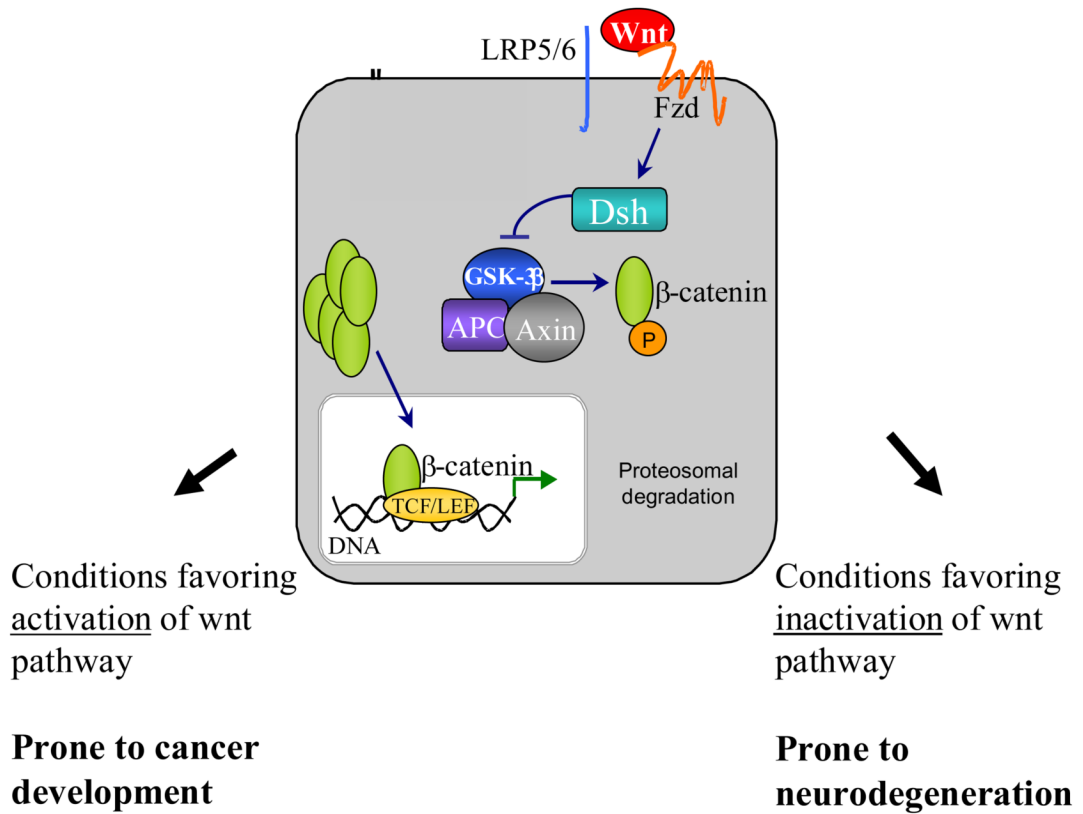 Wnt
LRP5/6
Fzd
Dsh
GSK-3β
β-catenin
APC
Axin
P
β-catenin
TCF/LEF
DNA
Proteosomal
degradation
Conditions favoring
activation of wnt
pathway
Prone to cancer
development
Conditions favoring
inactivation of wnt
pathway
Prone to
neurodegeneration